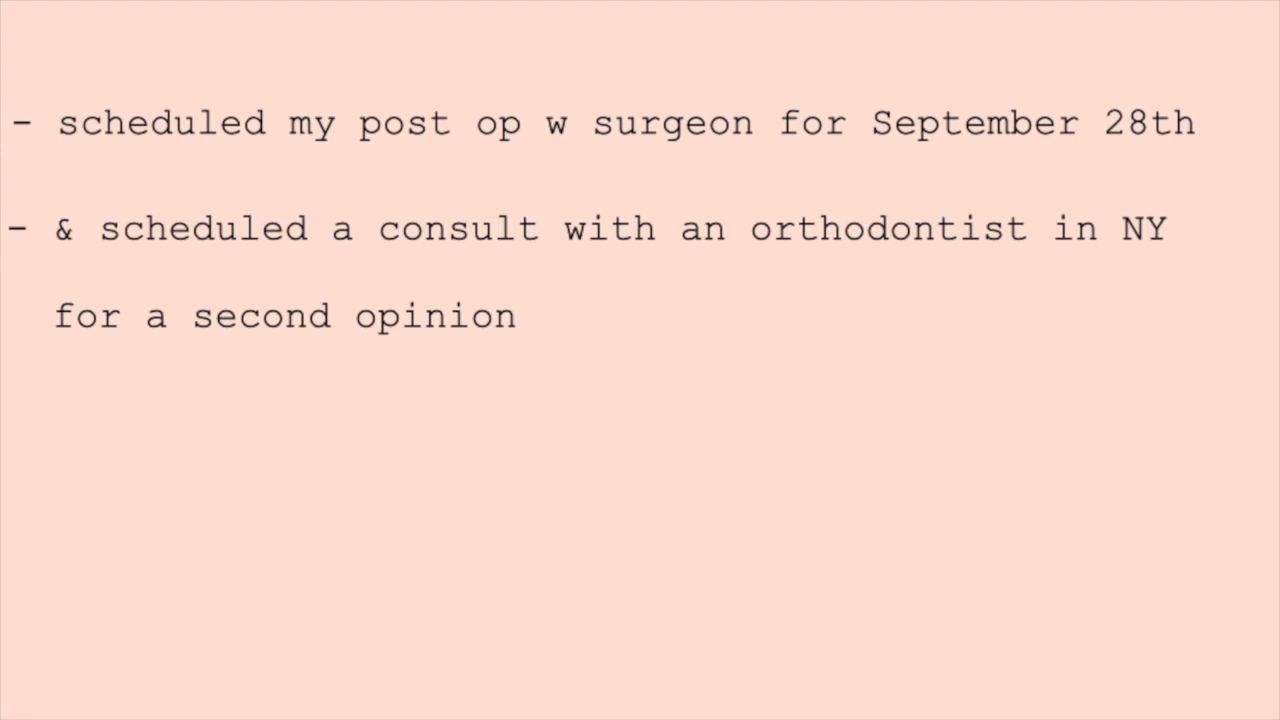 - scheduled my post op w surgeon for September 28th
- & scheduled a consult with an orthodontist in NY
for a second opinion